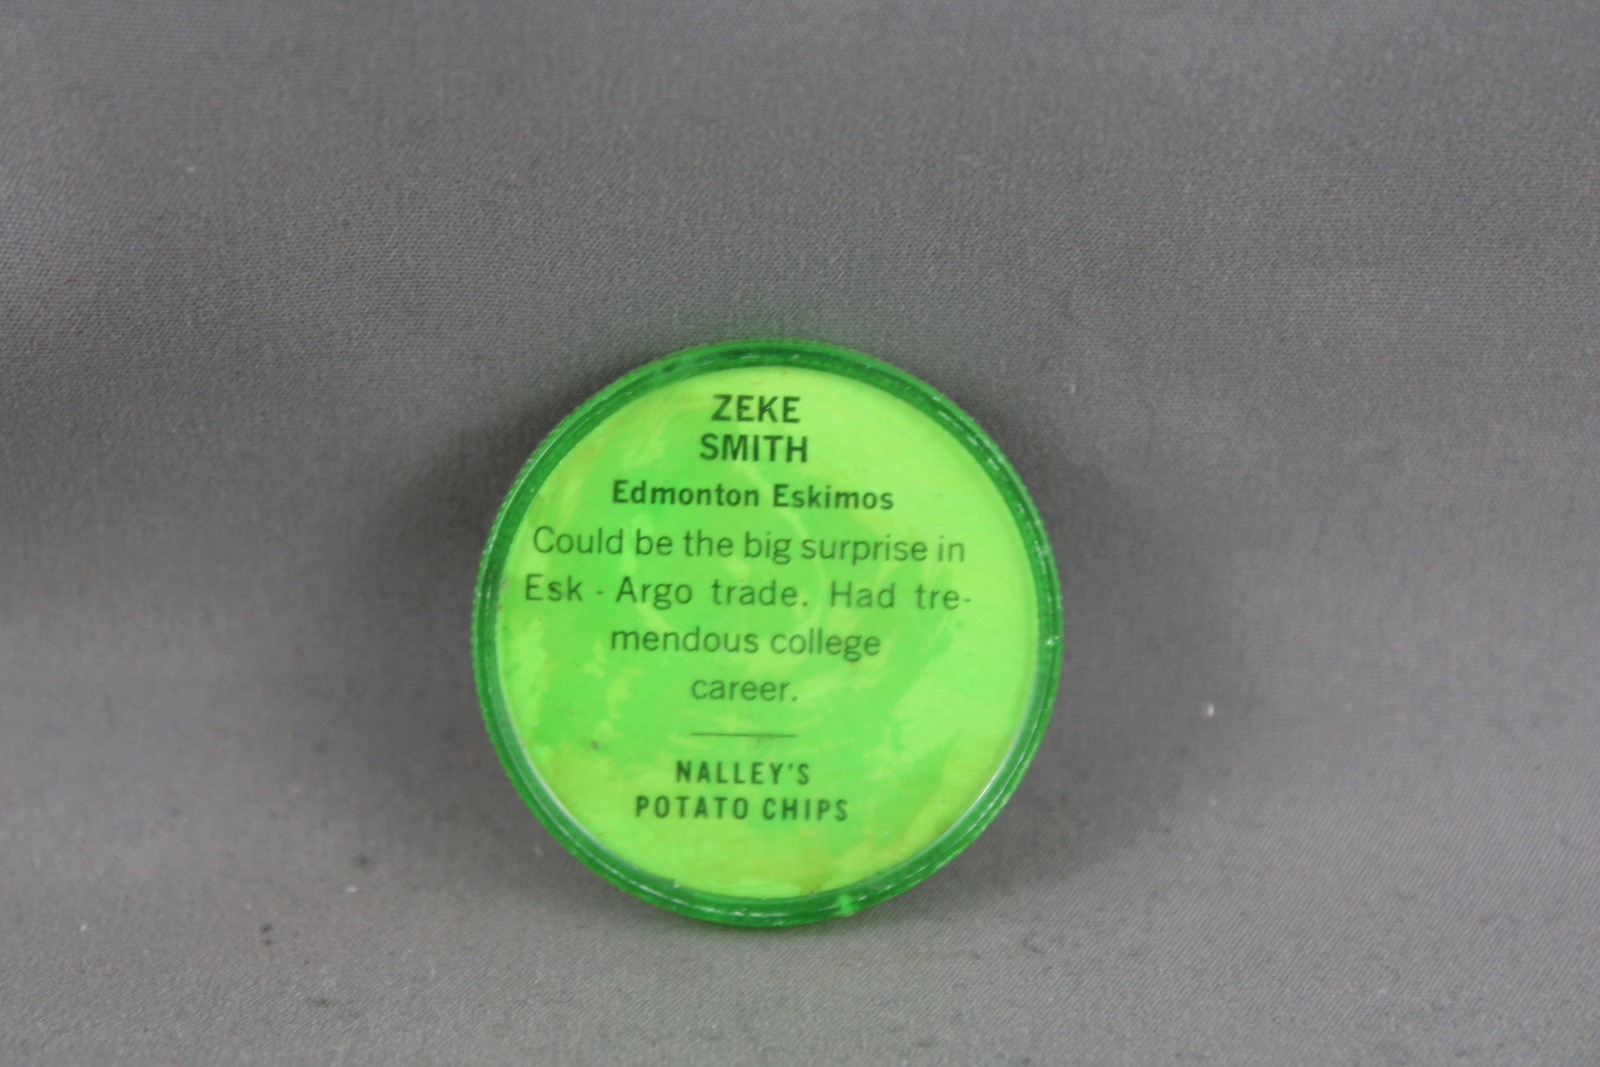 ZEKE
SMITH
Edmonton Eskimos
Could be the big surprise in
Esk - Argo trade. Had tre-
mendous college
career.
NALLEY'S
POTATO CHIPS